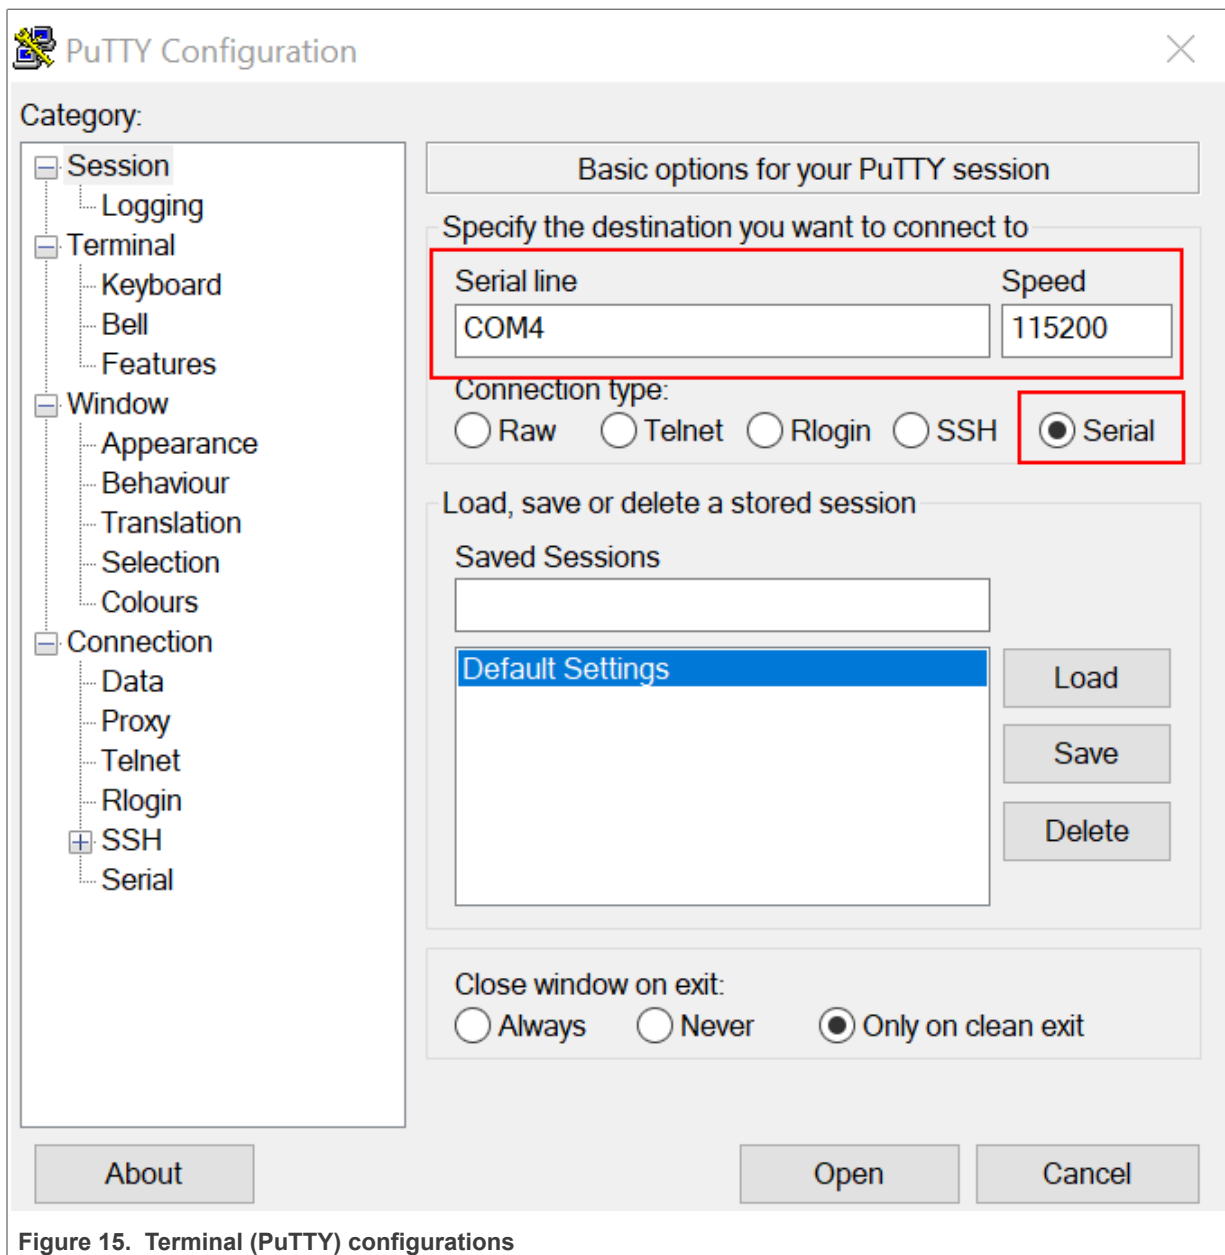 PuTTY Configuration
Category:
Session
Logging
Terminal
Keyboard
Bell
Features
Window
Appearance
Behaviour
Translation
Selection
Colours
Connection
Data
Proxy
Telnet
Rlogin
SSH
Serial
Basic options for your PuTTY session
Specify the destination you want to connect to
Serial line Speed
COM4 115200
Connection type:
Raw Telnet Rlogin SSH Serial
Load, save or delete a stored session
Saved Sessions
Default Settings
Load
Save
Delete
Close window on exit:
Always Never Only on clean exit
About Open Cancel
Figure 15. Terminal (PuTTY) configurations